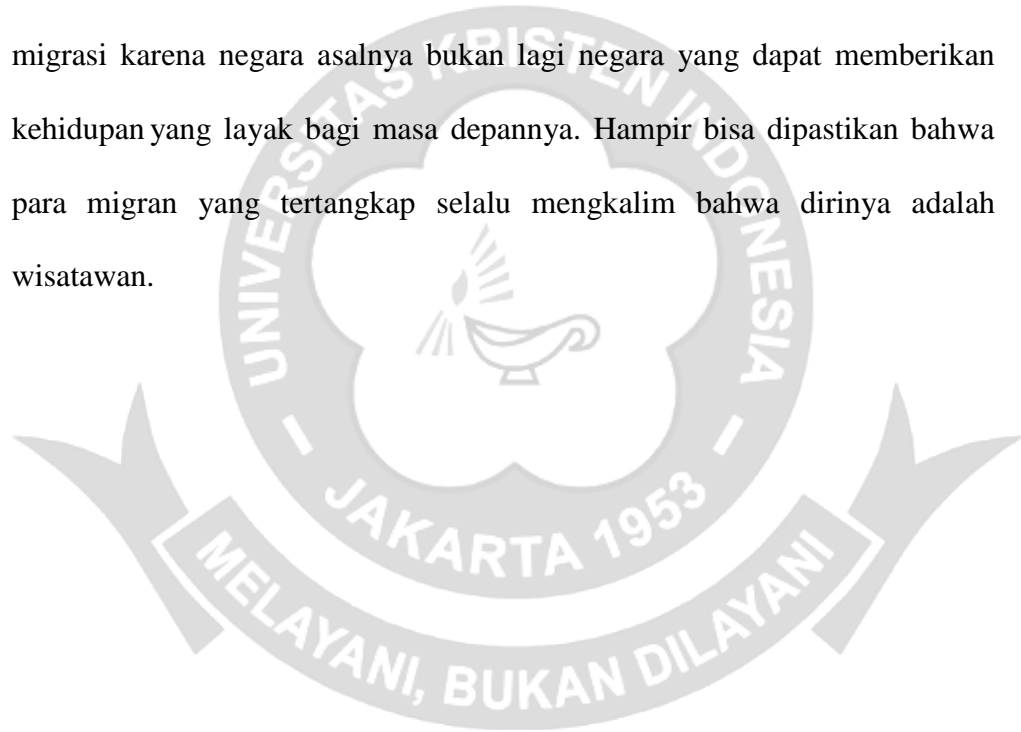 migrasi karena negara asalnya bukan lagi negara yang dapat memberikan
kehidupan yang layak bagi masa depannya. Hampir bisa dipastikan bahwa
para migran yang tertangkap selalu mengkalim bahwa dirinya adalah
wisatawan.
UNIVERSITAS KRISTEN INDONESIA
JAKARTA 1953
MELAYANI, BUKAN DILAYANI